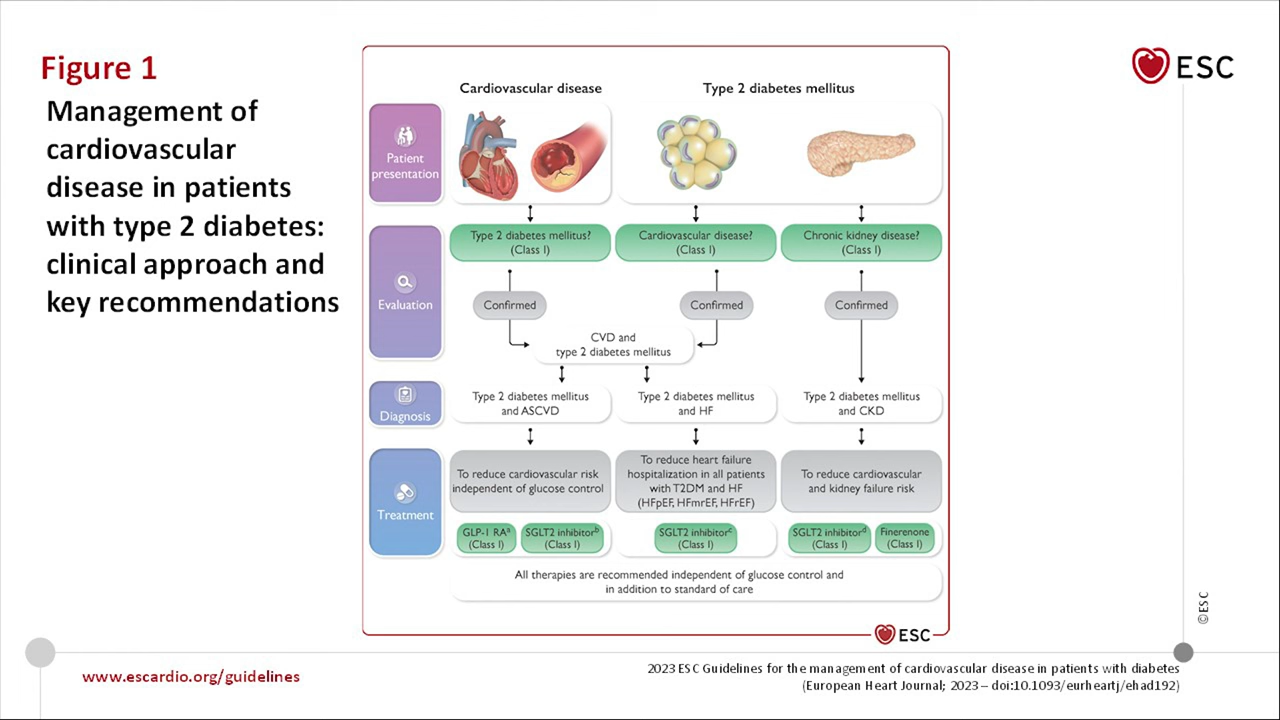 Figure 1
Management of
cardiovascular
disease in patients
with type 2 diabetes:
clinical approach and
key recommendations
ESC
Cardiovascular disease
Type 2 diabetes mellitus
Patient
presentation
Evaluation
Type 2 diabetes mellitus?
(Class I)
Cardiovascular disease?
(Class I)
Chronic kidney disease?
(Class I)
Confirmed
Confirmed
Confirmed
CVD and
type 2 diabetes mellitus
Diagnosis
Type 2 diabetes mellitus
and ASCVD
Type 2 diabetes mellitus
and HF
Type 2 diabetes mellitus
and CKD
Treatment
To reduce cardiovascular risk
independent of glucose control
To reduce heart failure
hospitalization in all patients
with T2DM and HF
(HFpEF, HFmrEF, HFrEF)
To reduce cardiovascular
and kidney failure risk
GLP-1 RAᵃ
(Class I)
SGLT2 inhibitorᵇ
(Class I)
SGLT2 inhibitorᶜ
(Class I)
SGLT2 inhibitorᵈ
(Class I)
Finerenone
(Class I)
All therapies are recommended independent of glucose control and
in addition to standard of care
ESC
©ESC
www.escardio.org/guidelines
2023 ESC Guidelines for the management of cardiovascular disease in patients with diabetes
(European Heart Journal; 2023 – doi:10.1093/eurheartj/ehad192)